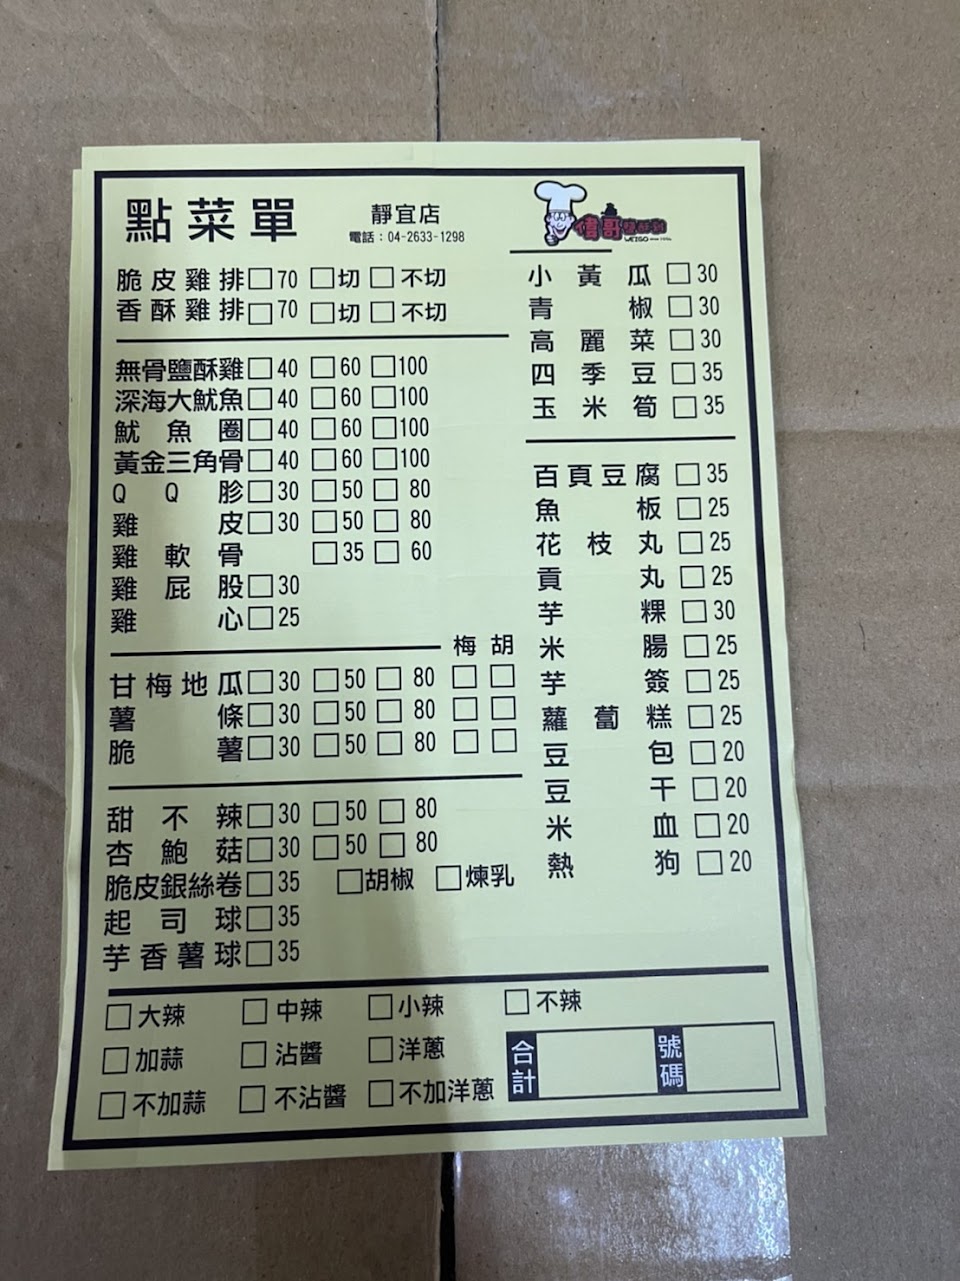 點菜單
靜宜店
電話：04-2633-1298
偉哥鹽酥雞
WEIGO
脆皮雞排□70 □切 □不切
香酥雞排□70 □切 □不切
無骨鹽酥雞□40 □60 □100
深海大魷魚□40 □60 □100
魷魚圈□40 □60 □100
黃金三角骨□40 □60 □100
QQ胗□30 □50 □80
雞皮□30 □50 □80
雞軟骨 □35 □60
雞屁股□30
雞心□25
梅 胡
甘梅地瓜□30 □50 □80 □ □
薯條□30 □50 □80 □ □
脆薯□30 □50 □80 □ □
甜不辣□30 □50 □80
杏鮑菇□30 □50 □80
脆皮銀絲卷□35 □胡椒 □煉乳
起司球□35
芋香薯球□35
小黃瓜□30
青椒□30
高麗菜□30
四季豆□35
玉米筍□35
百頁豆腐□35
魚板□25
花枝丸□25
貢丸□25
芋粿□30
米腸□25
芋簽□25
蘿蔔糕□25
豆包□20
豆干□20
米血□20
熱狗□20
□大辣 □中辣 □小辣 □不辣
□加蒜 □沾醬 □洋蔥
□不加蒜 □不沾醬 □不加洋蔥
合計 號碼